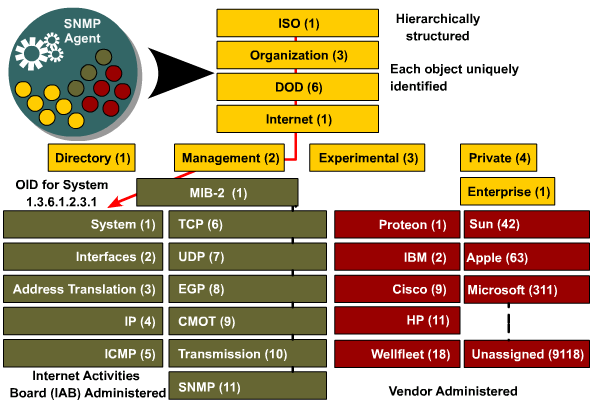 SNMP
Agent
ISO (1)
Organization (3)
DOD (6)
Internet (1)
Hierarchically
structured
Each object uniquely
identified
Directory (1)
Management (2)
Experimental (3)
Private (4)
OID for System
1.3.6.1.2.3.1
MIB-2 (1)
Enterprise (1)
System (1)
TCP (6)
Proteon (1)
Sun (42)
Interfaces (2)
UDP (7)
IBM (2)
Apple (63)
Address Translation (3)
EGP (8)
Cisco (9)
Microsoft (311)
IP (4)
CMOT (9)
HP (11)
ICMP (5)
Transmission (10)
Wellfleet (18)
Unassigned (9118)
Internet Activities
Board (IAB) Administered
SNMP (11)
Vendor Administered